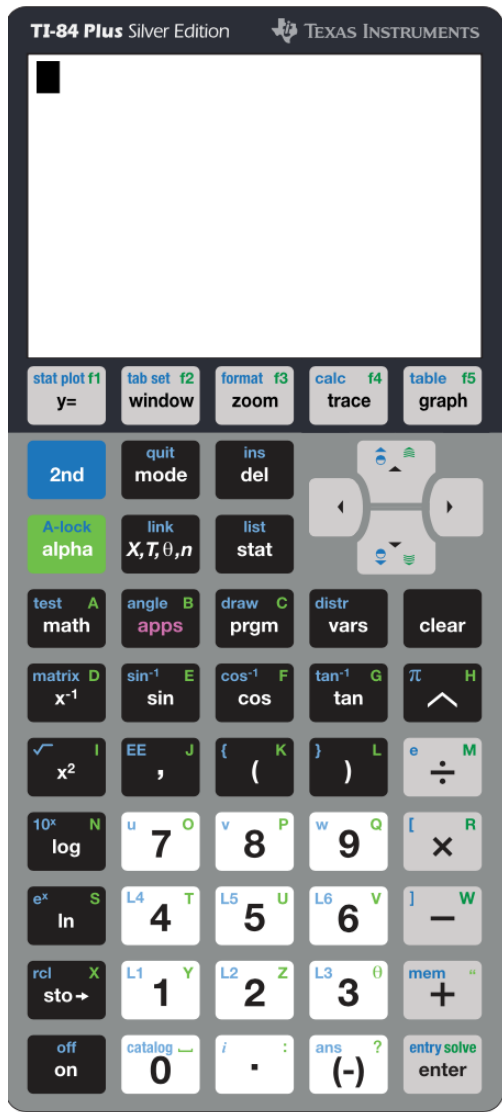 TI-84 Plus Silver Edition TEXAS INSTRUMENTS
stat plot f1 tab set f2 format f3 calc f4 table f5
y= window zoom trace graph
quit ins
2nd mode del
A-lock link list
alpha X,T,θ,n stat
test A angle B draw C distr
math apps prgm vars clear
matrix D sin-1 E cos-1 F tan-1 G π H
x-1 sin cos tan ^
√ I EE J { K } L e M
x2 , ( ) ÷
10x N u O v P w Q [ R
log 7 8 9 ×
ex S L4 T L5 U L6 V ] W
ln 4 5 6 −
rcl X L1 Y L2 Z L3 θ mem “
sto→ 1 2 3 +
off catalog i : ans ? entry solve
on 0 . (-) enter